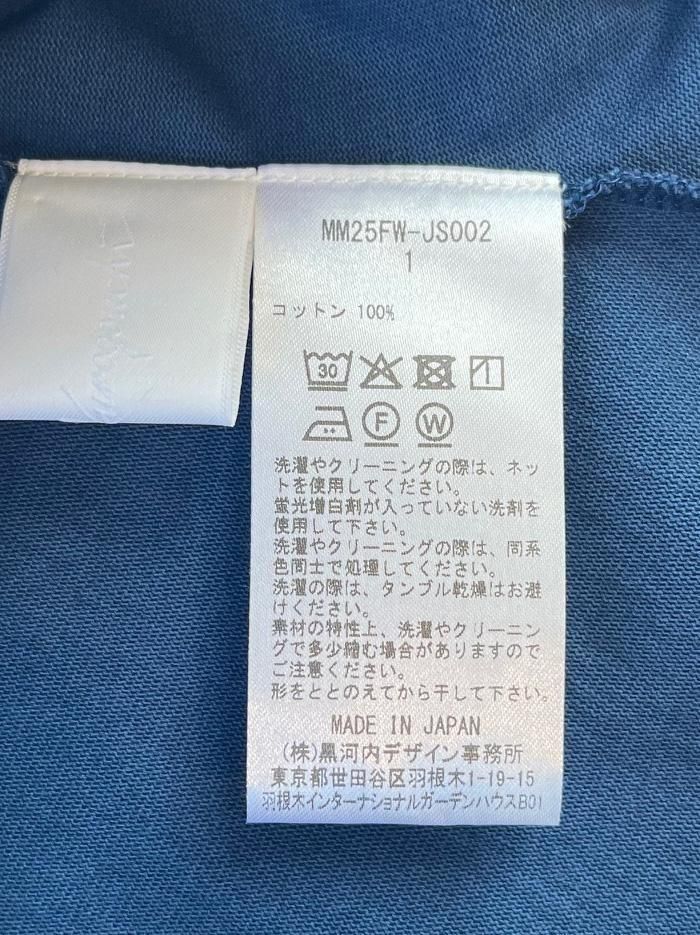 MM25FW-JS002
1
コットン 100%
30
1
F
W
洗濯やクリーニングの際は、ネッ
トを使用してください。
蛍光増白剤が入っていない洗剤を
使用して下さい。
洗濯やクリーニングの際は、同系
色同士で処理してください。
洗濯の際は、タンブル乾燥はお避
けください。
素材の特性上、洗濯やクリーニン
グで多少縮む場合がありますので
ご注意ください。
形をととのえてから干して下さい。
MADE IN JAPAN
(株)黒河内デザイン事務所
東京都世田谷区羽根木1-19-15
羽根木インターナショナルガーデンハウスB01